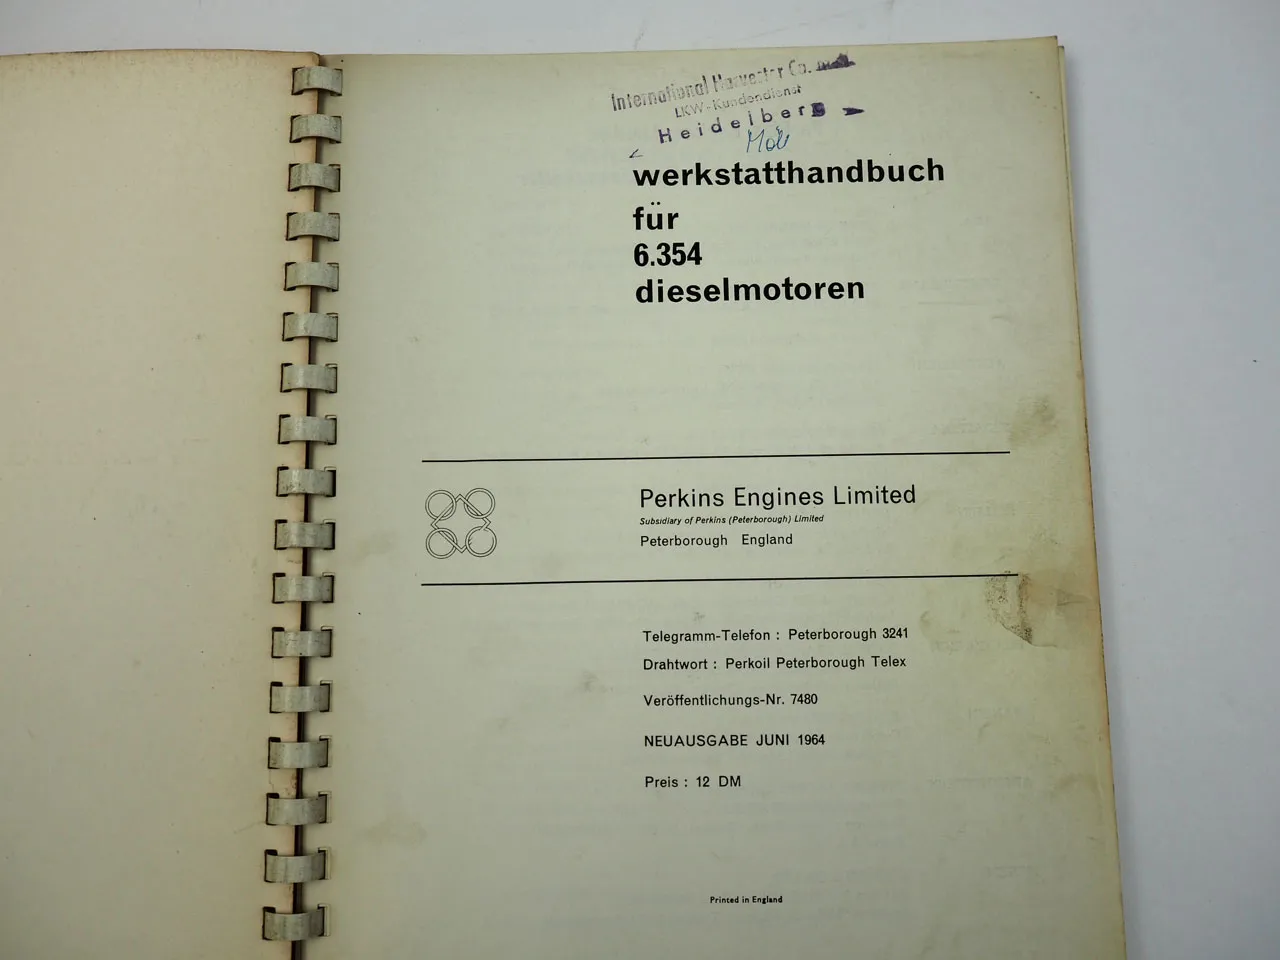 International Harvester Co.
LKW-Kundendienst
Heidelberg
werkstatthandbuch
für
6.354
dieselmotoren
Perkins Engines Limited
Subsidiary of Perkins (Peterborough) Limited
Peterborough England
Telegramm-Telefon : Peterborough 3241
Drahtwort : Perkoil Peterborough Telex
Veröffentlichungs-Nr. 7480
NEUAUSGABE JUNI 1964
Preis : 12 DM
Printed in England